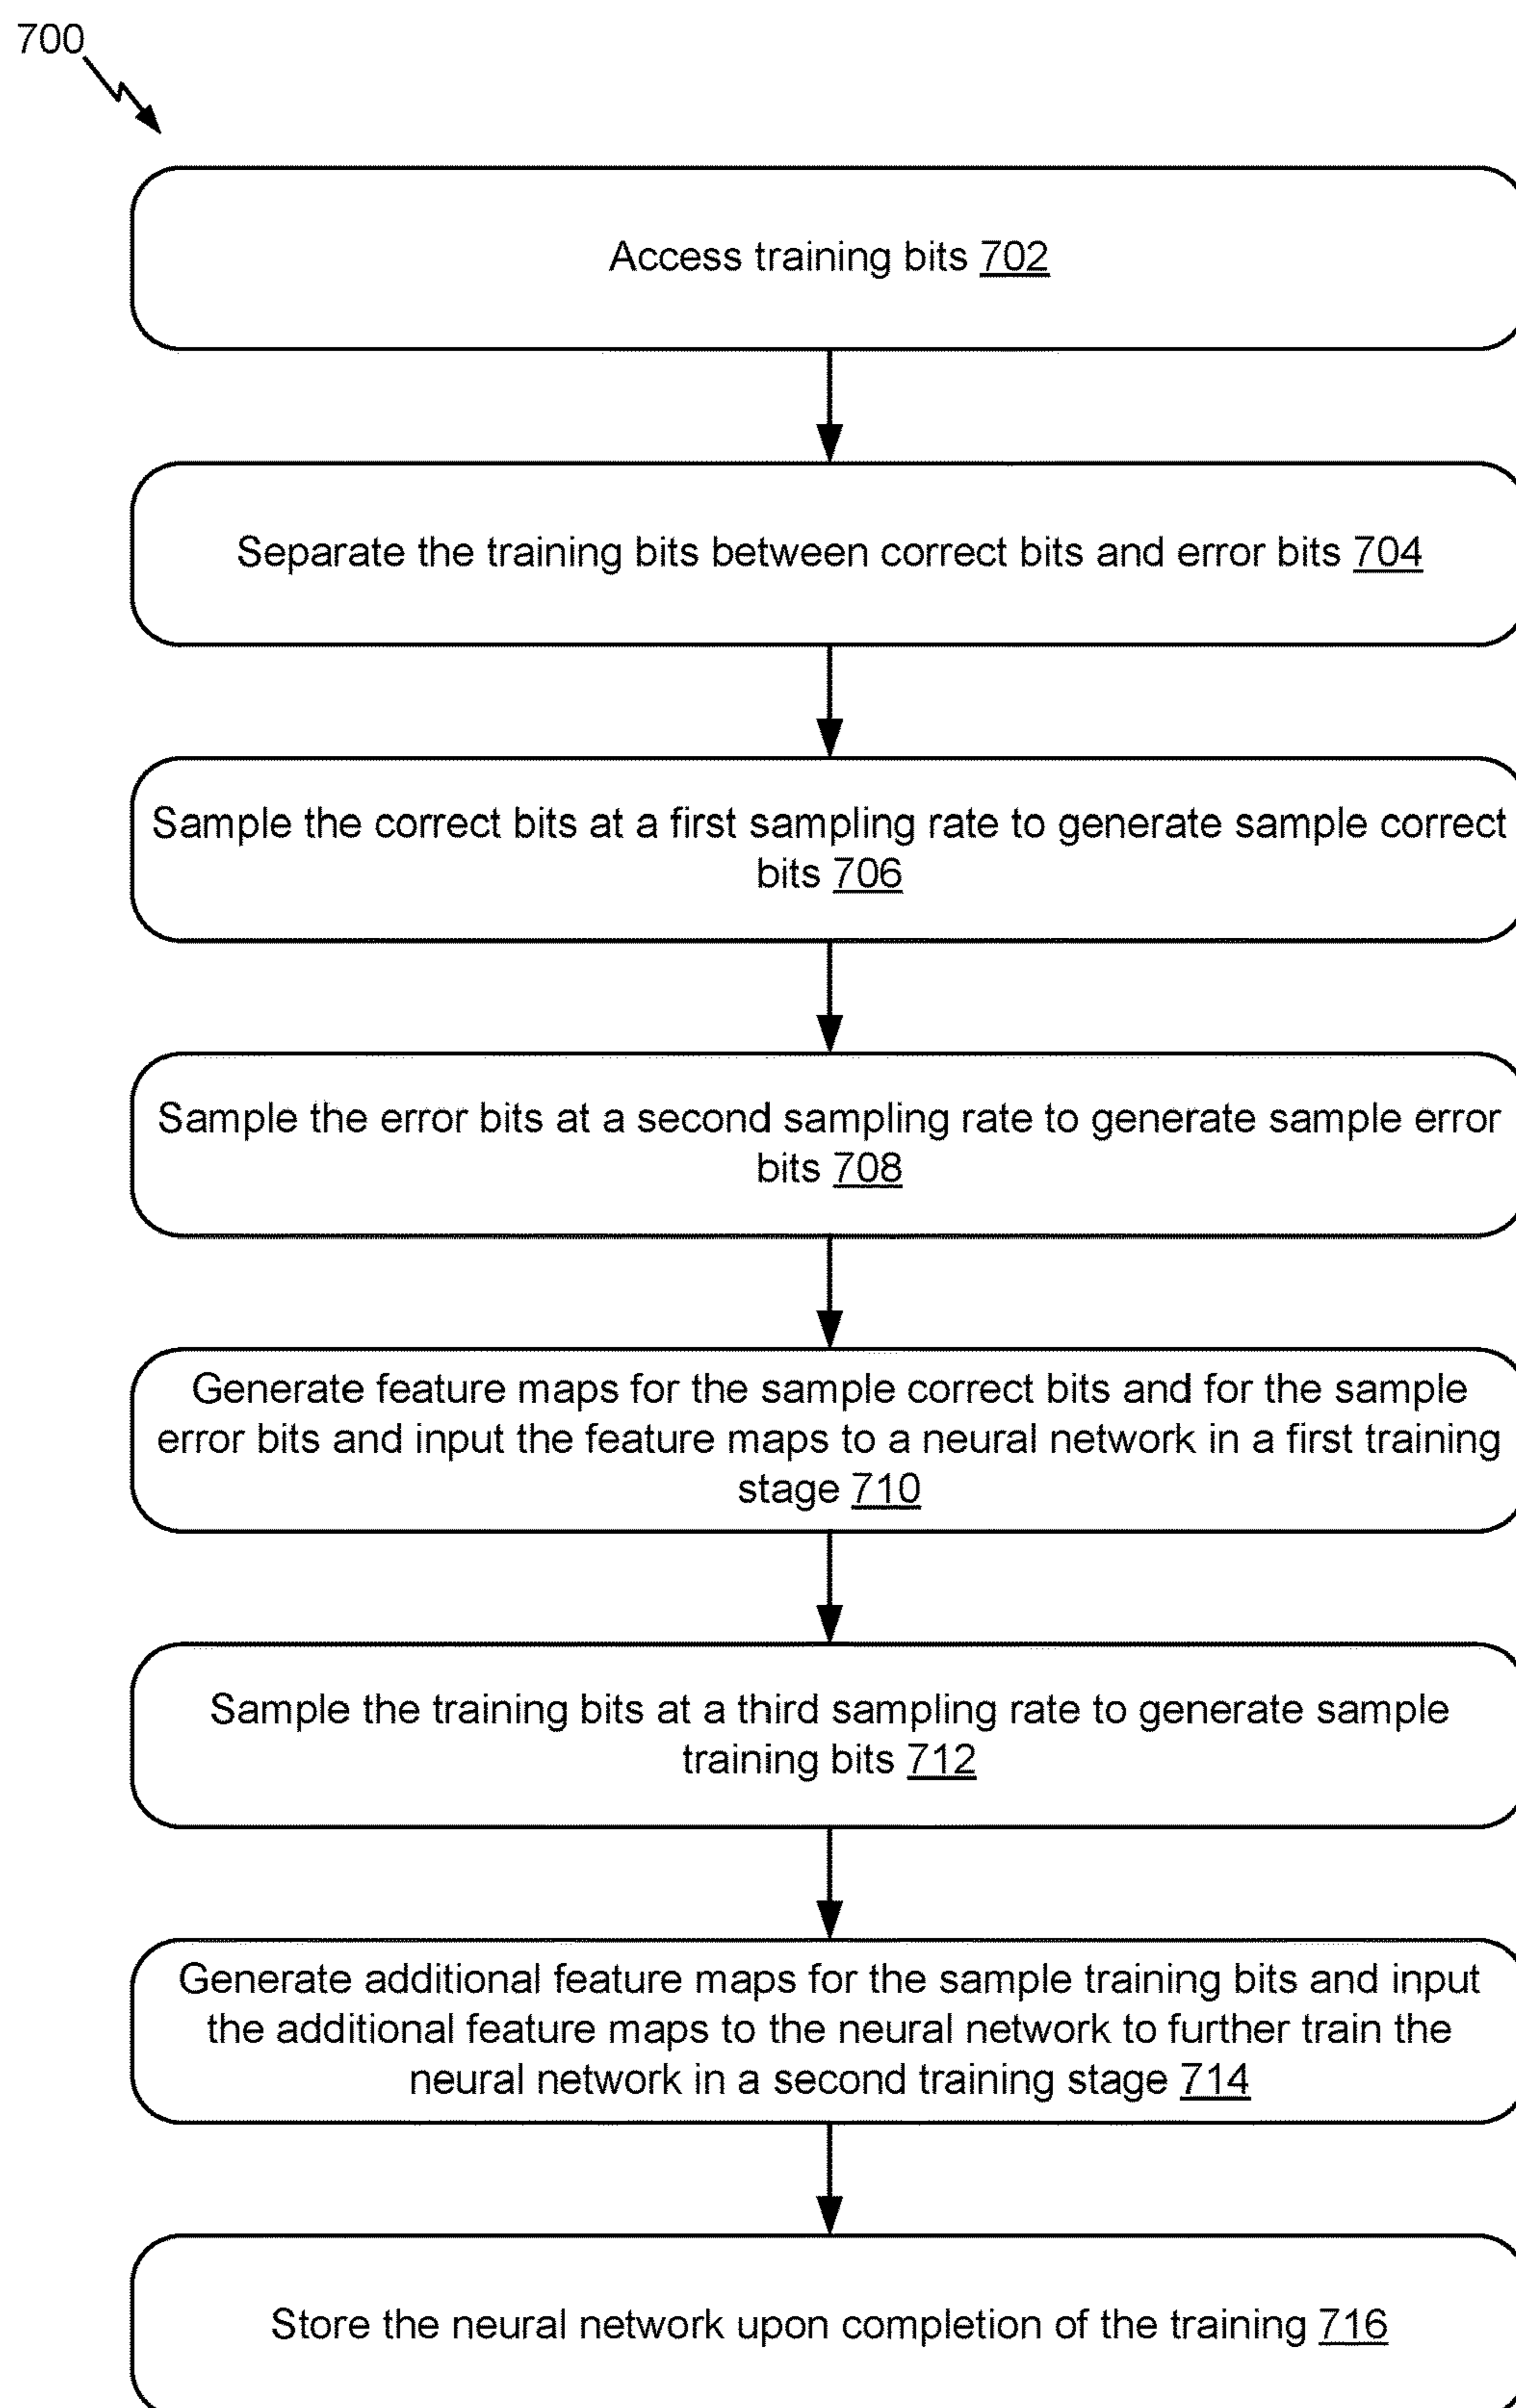 700
Access training bits 702
Separate the training bits between correct bits and error bits 704
Sample the correct bits at a first sampling rate to generate sample correct
bits 706
Sample the error bits at a second sampling rate to generate sample error
bits 708
Generate feature maps for the sample correct bits and for the sample
error bits and input the feature maps to a neural network in a first training
stage 710
Sample the training bits at a third sampling rate to generate sample
training bits 712
Generate additional feature maps for the sample training bits and input
the additional feature maps to the neural network to further train the
neural network in a second training stage 714
Store the neural network upon completion of the training 716